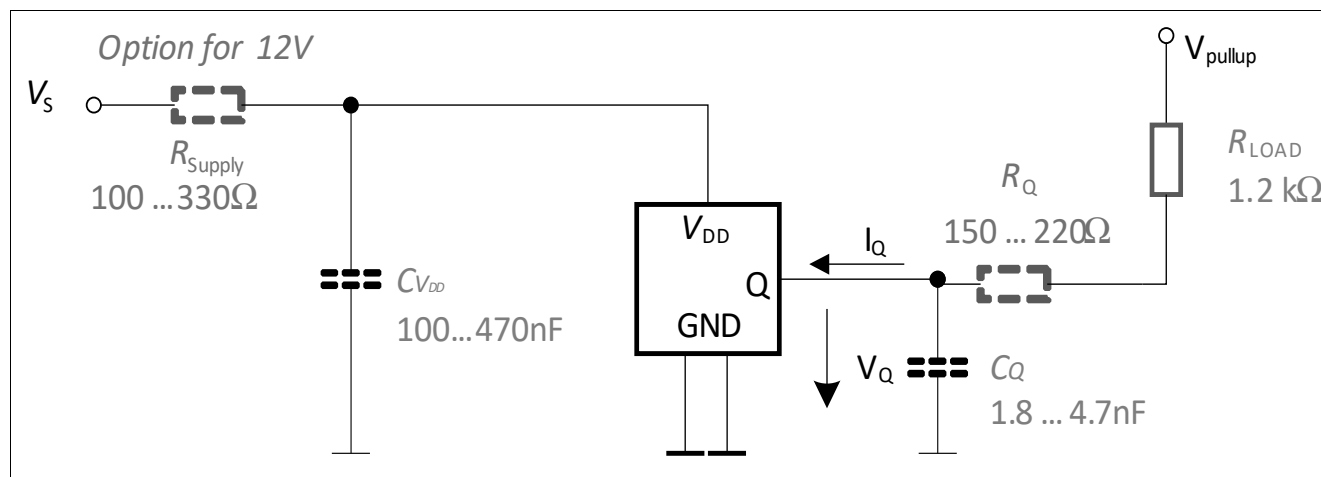 Option for 12V
V_S
R_Supply
100 ... 330Ω
C_VDD
100...470nF
V_DD
Q
GND
I_Q
V_Q
R_Q
150 ... 220Ω
C_Q
1.8 ... 4.7nF
V_pullup
R_LOAD
1.2 kΩ